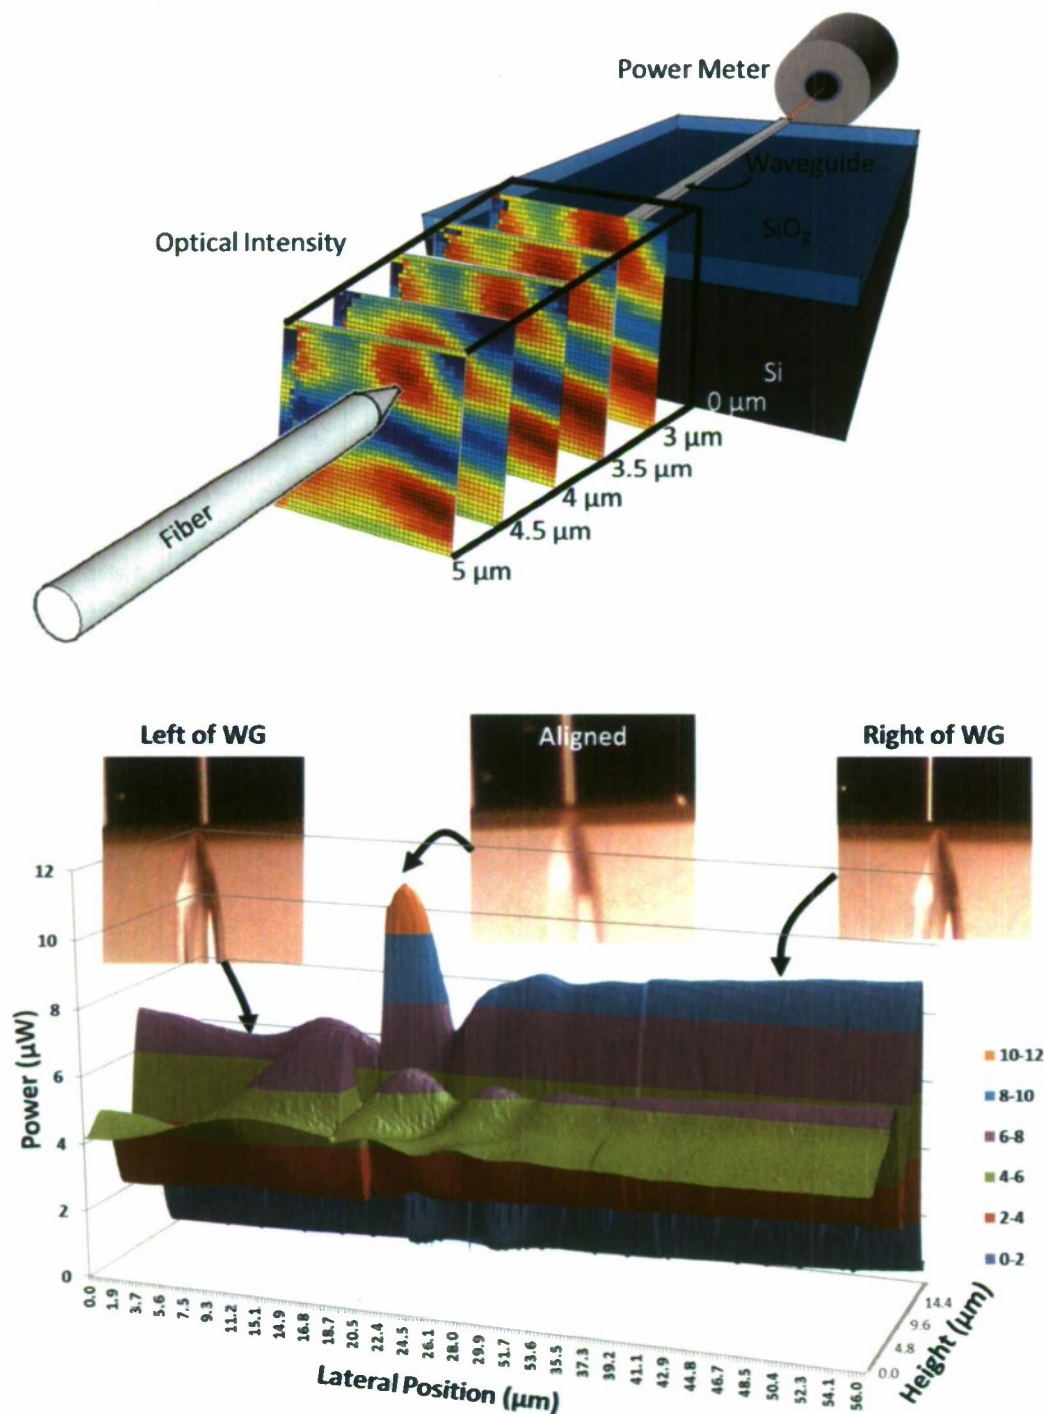 Power Meter
Waveguide
Optical Intensity
SiO₂
Si
0 µm
3 µm
3.5 µm
4 µm
4.5 µm
5 µm
Fiber
Left of WG
Aligned
Right of WG
12
10
8
6
4
2
0
Power (µW)
10-12
8-10
6-8
4-6
2-4
0-2
0.0
1.9
3.7
5.6
7.5
9.3
11.2
15.1
14.9
16.8
18.7
20.5
22.4
24.5
26.1
28.0
29.9
51.7
53.6
35.5
37.3
39.2
41.1
42.9
44.8
46.7
48.5
50.4
52.3
54.1
56.0
Lateral Position (µm)
14.4
9.6
4.8
0.0
Height (µm)